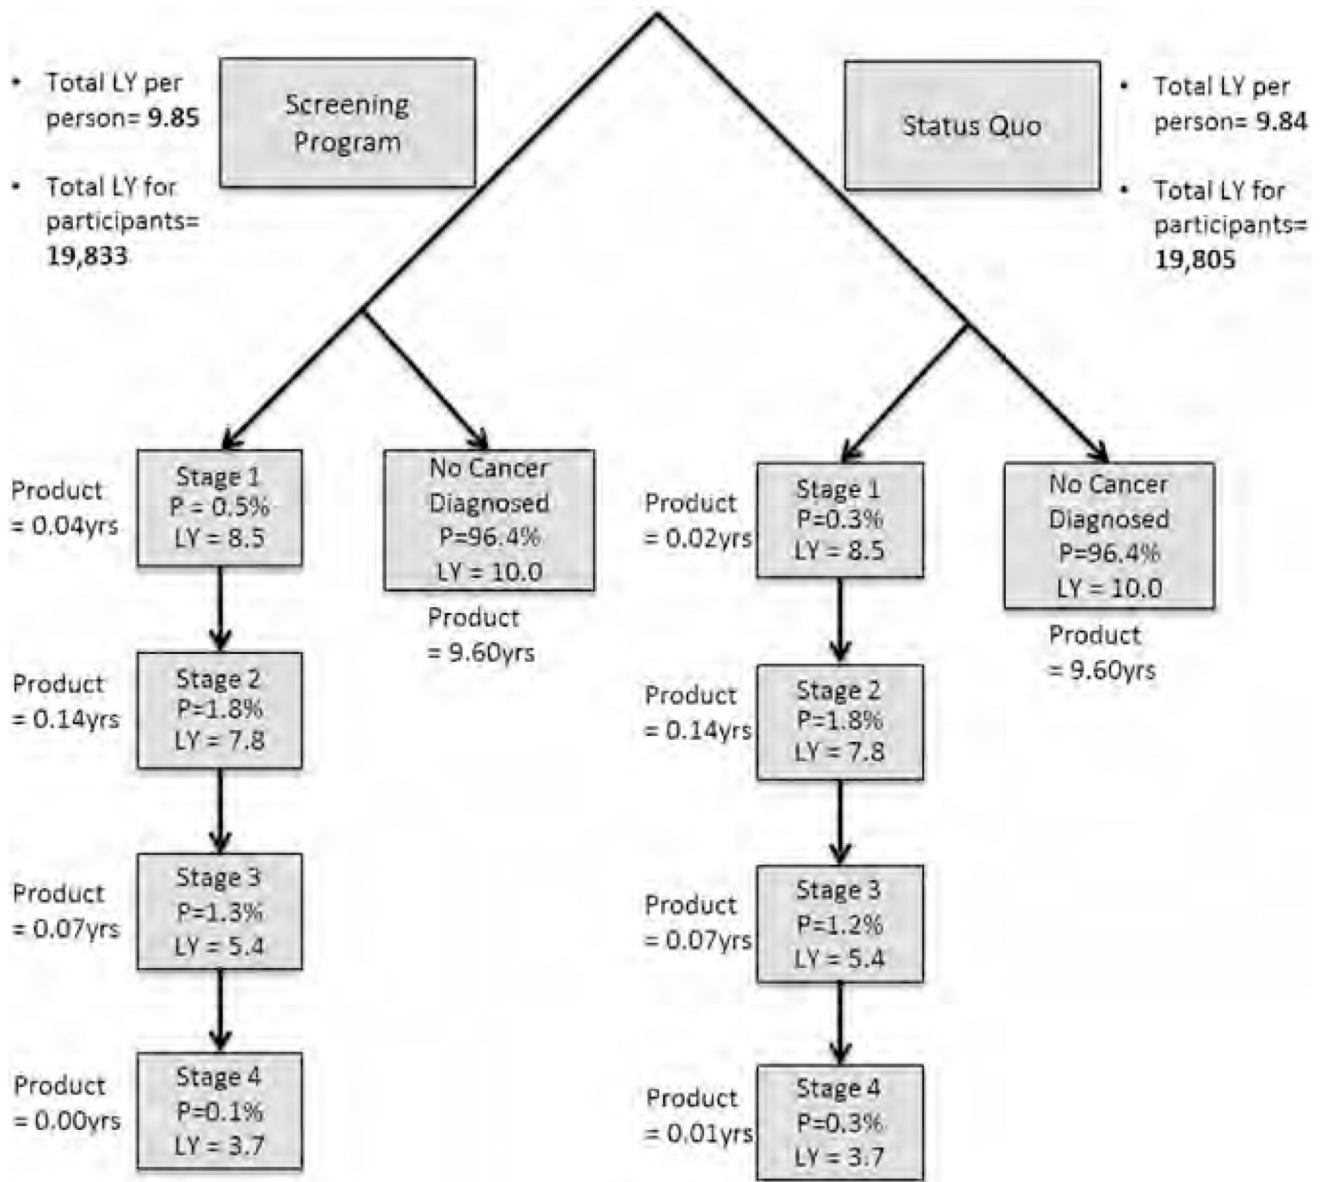 • Total LY per
person= 9.85
• Total LY for
participants=
19,833
Screening
Program
Status Quo
• Total LY per
person= 9.84
• Total LY for
participants=
19,805
Product
= 0.04yrs
Stage 1
P = 0.5%
LY = 8.5
No Cancer
Diagnosed
P=96.4%
LY = 10.0
Product
= 9.60yrs
Product
= 0.14yrs
Stage 2
P=1.8%
LY = 7.8
Product
= 0.07yrs
Stage 3
P=1.3%
LY = 5.4
Product
= 0.00yrs
Stage 4
P=0.1%
LY = 3.7
Product
= 0.02yrs
Stage 1
P=0.3%
LY = 8.5
No Cancer
Diagnosed
P=96.4%
LY = 10.0
Product
= 9.60yrs
Product
= 0.14yrs
Stage 2
P=1.8%
LY = 7.8
Product
= 0.07yrs
Stage 3
P=1.2%
LY = 5.4
Product
= 0.01yrs
Stage 4
P=0.3%
LY = 3.7